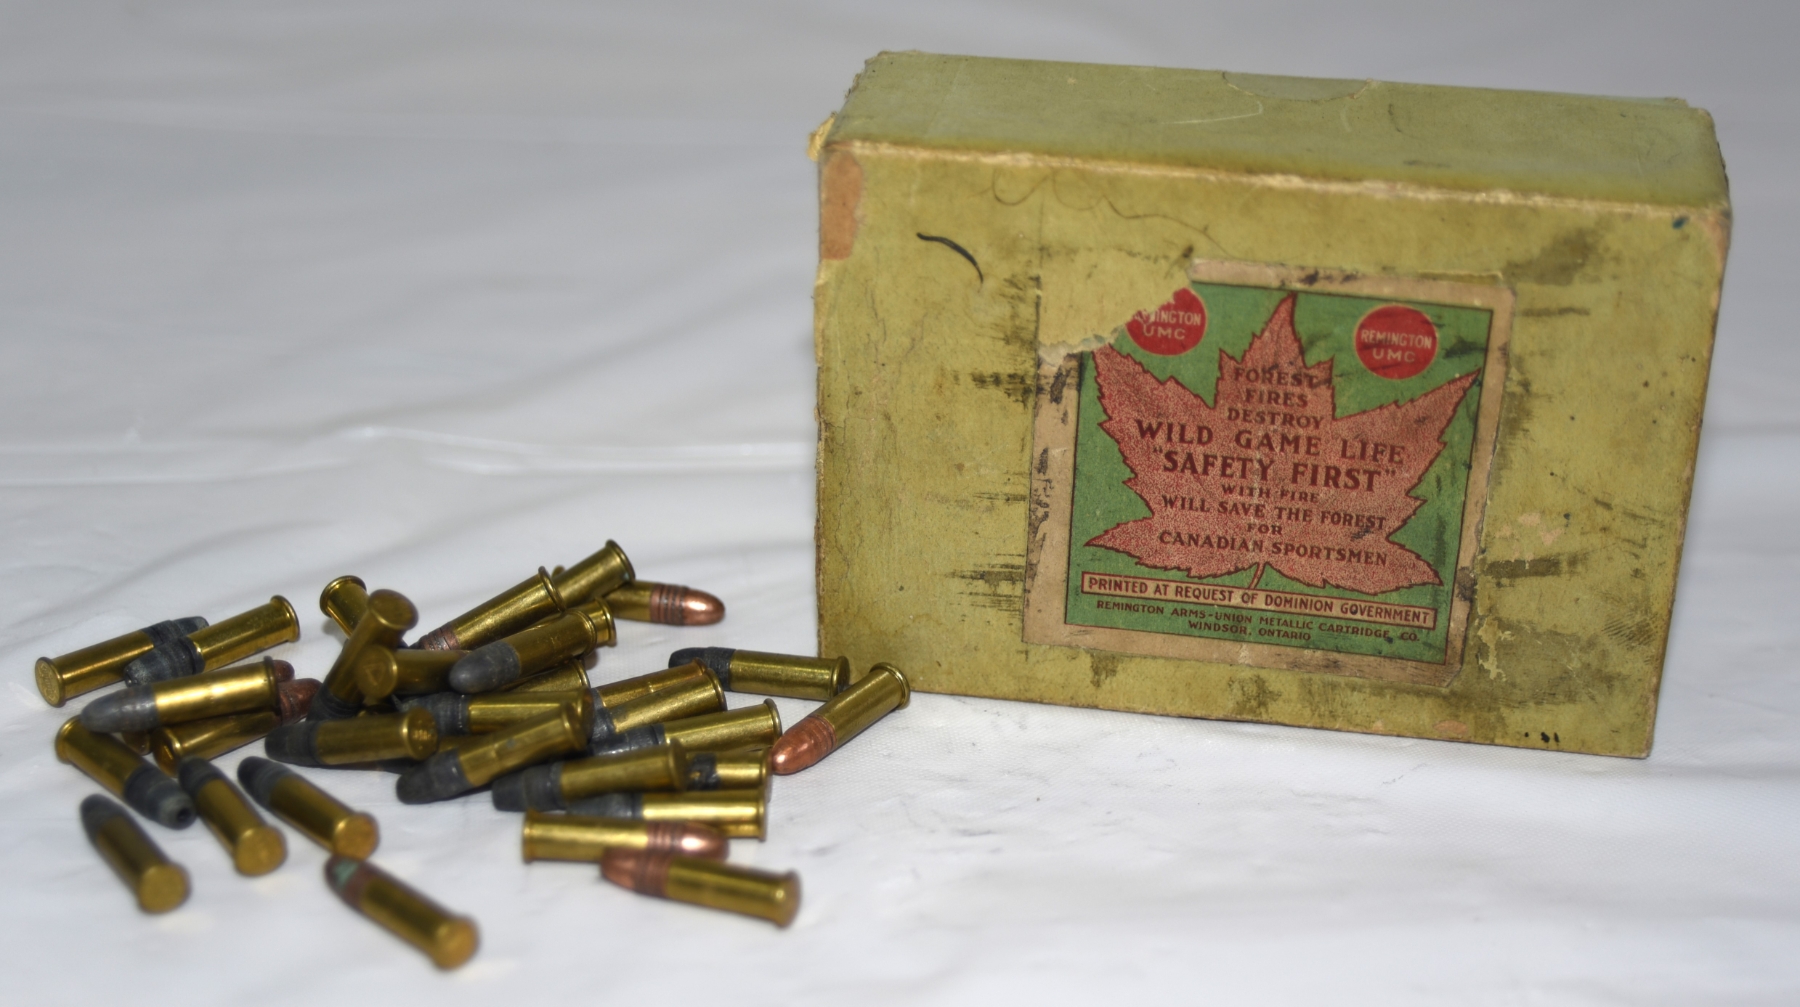 UMC
REMINGTON
UMC
FOREST
FIRES
DESTROY
WILD GAME LIFE
"SAFETY FIRST"
WITH FIRE
WILL SAVE THE FOREST
FOR
CANADIAN SPORTSMEN
PRINTED AT REQUEST OF DOMINION GOVERNMENT
REMINGTON ARMS-UNION METALLIC CARTRIDGE CO.
WINDSOR, ONTARIO